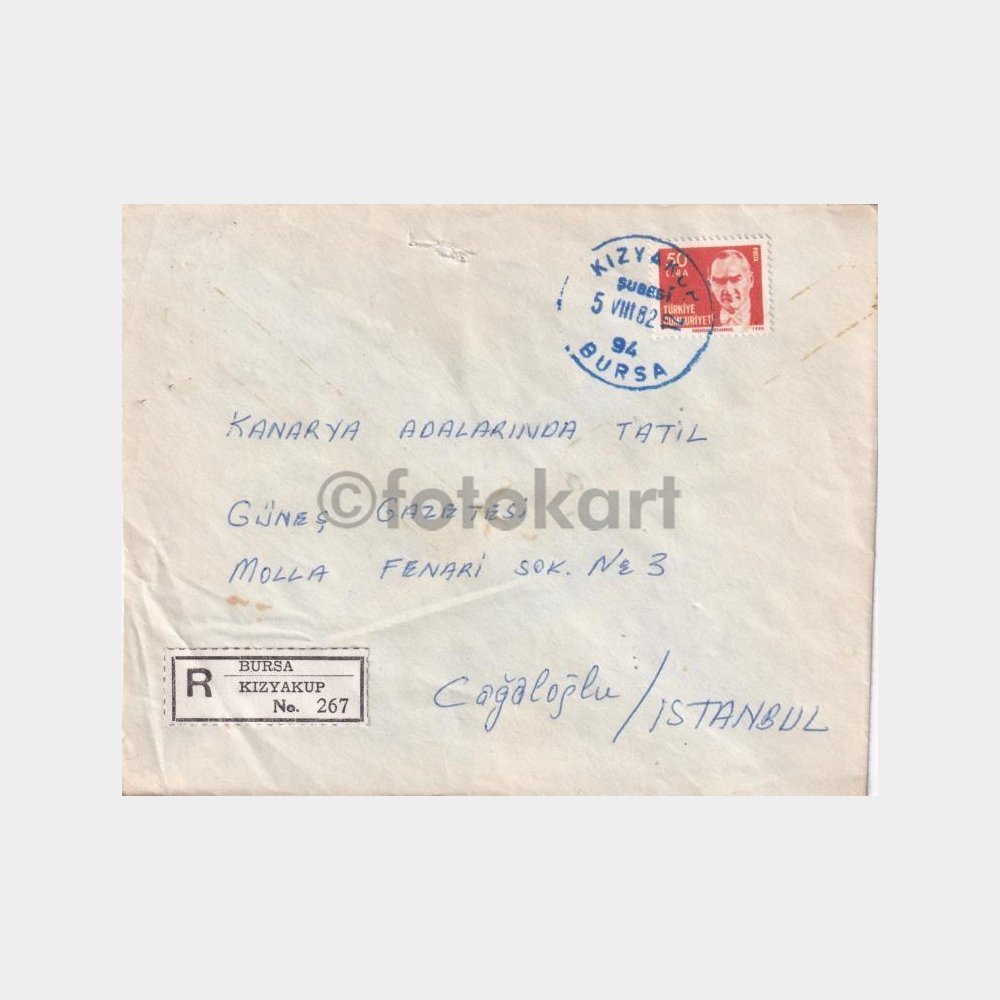 KIZYAKUP
ŞUBESİ
5 VIII 82
94
BURSA
50
LİRA
TÜRKİYE
CUMHURİYETİ
KANARYA ADALARINDA TATİL
©fotokart
GÜNEŞ GAZETESİ
MOLLA FENARİ SOK. No 3
R BURSA
KIZYAKUP
No. 267
Cağaloğlu / İSTANBUL